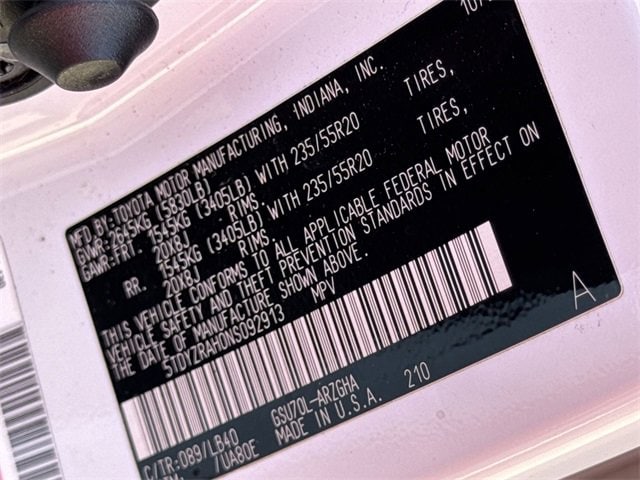 MFD.BY:TOYOTA MOTOR MANUFACTURING, INDIANA, INC.
GVWR:2645KG (5830LB)
GAWR:FRT. 1545KG (3405LB) WITH 235/55R20 TIRES,
20X8J RIMS.
RR. 1545KG (3405LB) WITH 235/55R20 TIRES,
20X8J RIMS.
THIS VEHICLE CONFORMS TO ALL APPLICABLE FEDERAL MOTOR
VEHICLE SAFETY AND THEFT PREVENTION STANDARDS IN EFFECT ON
THE DATE OF MANUFACTURE SHOWN ABOVE.
5TDYZRAH0NS092913 MPV
A
C/TR:089/LB40 GSU70L-ARZGHA
/UA80E MADE IN U.S.A. 210